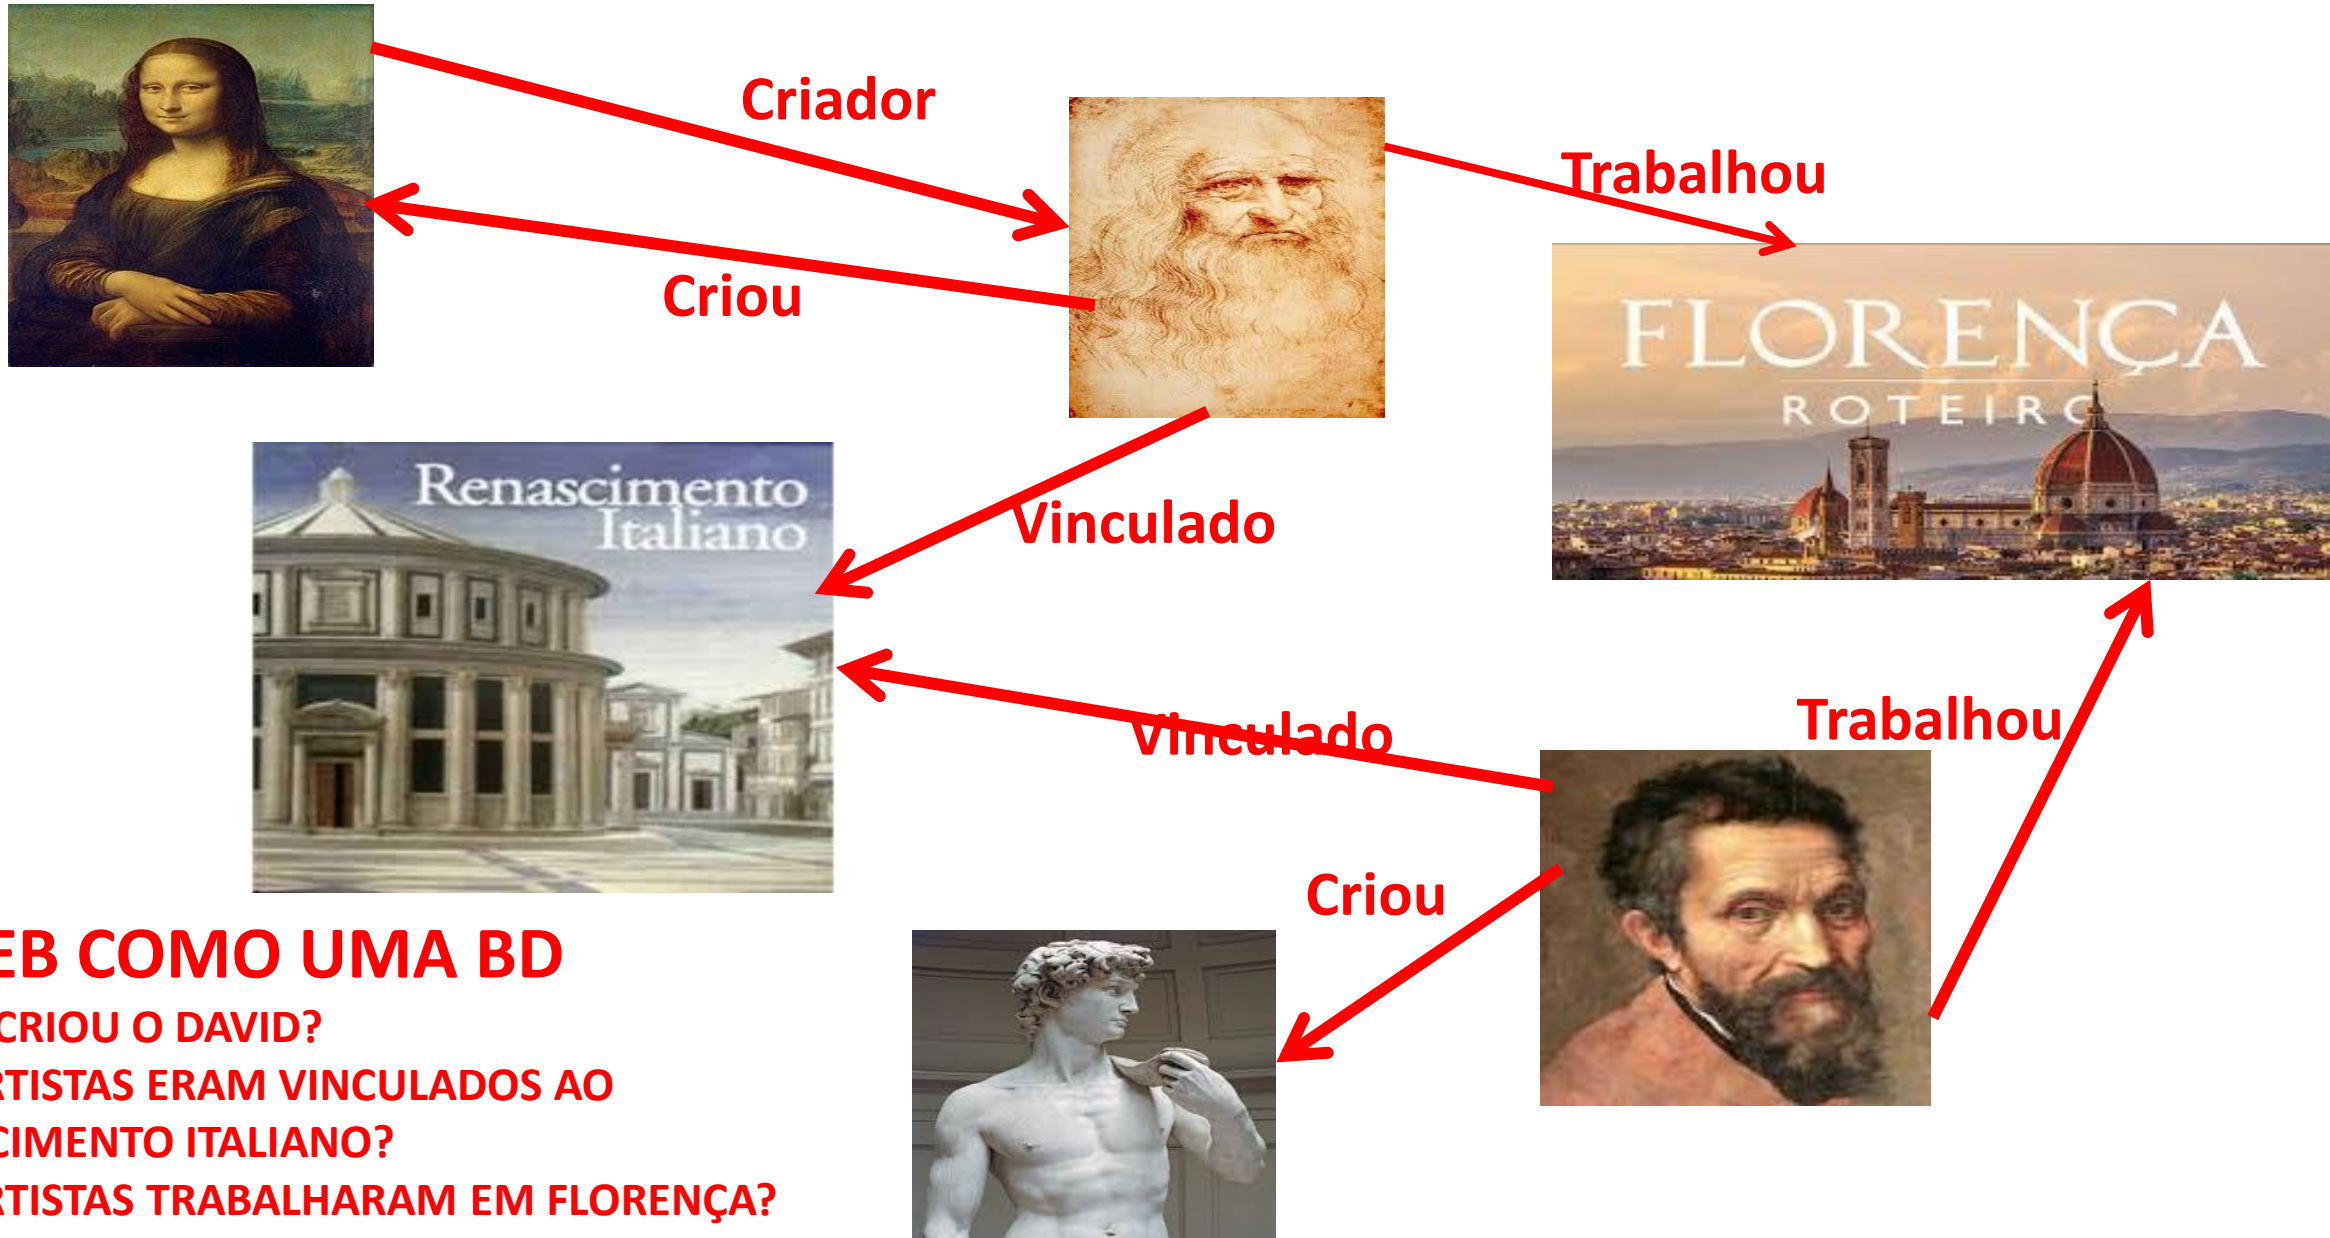 Criador
Trabalhou
Criou
FLORENÇA
ROTEIRO
Renascimento
Italiano
Vinculado
Vinculado
Trabalhou
Criou
EB COMO UMA BD
CRIOU O DAVID?
RTISTAS ERAM VINCULADOS AO
CIMENTO ITALIANO?
RTISTAS TRABALHARAM EM FLORENÇA?